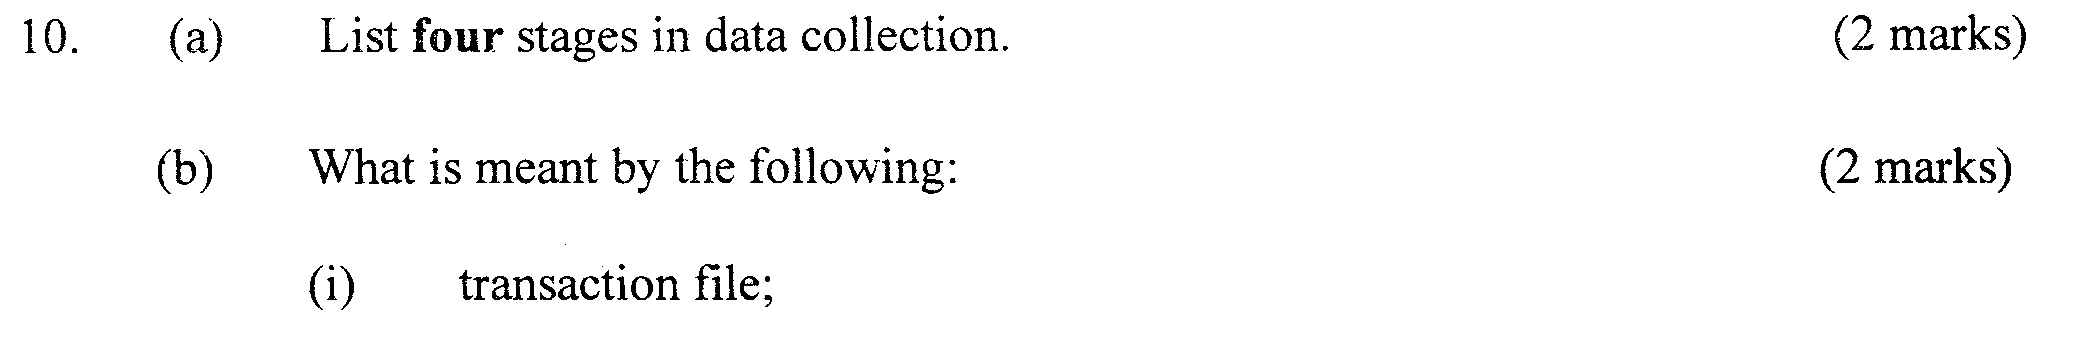 10. (a) List four stages in data collection. (2 marks)
(b) What is meant by the following: (2 marks)
(i) transaction file;